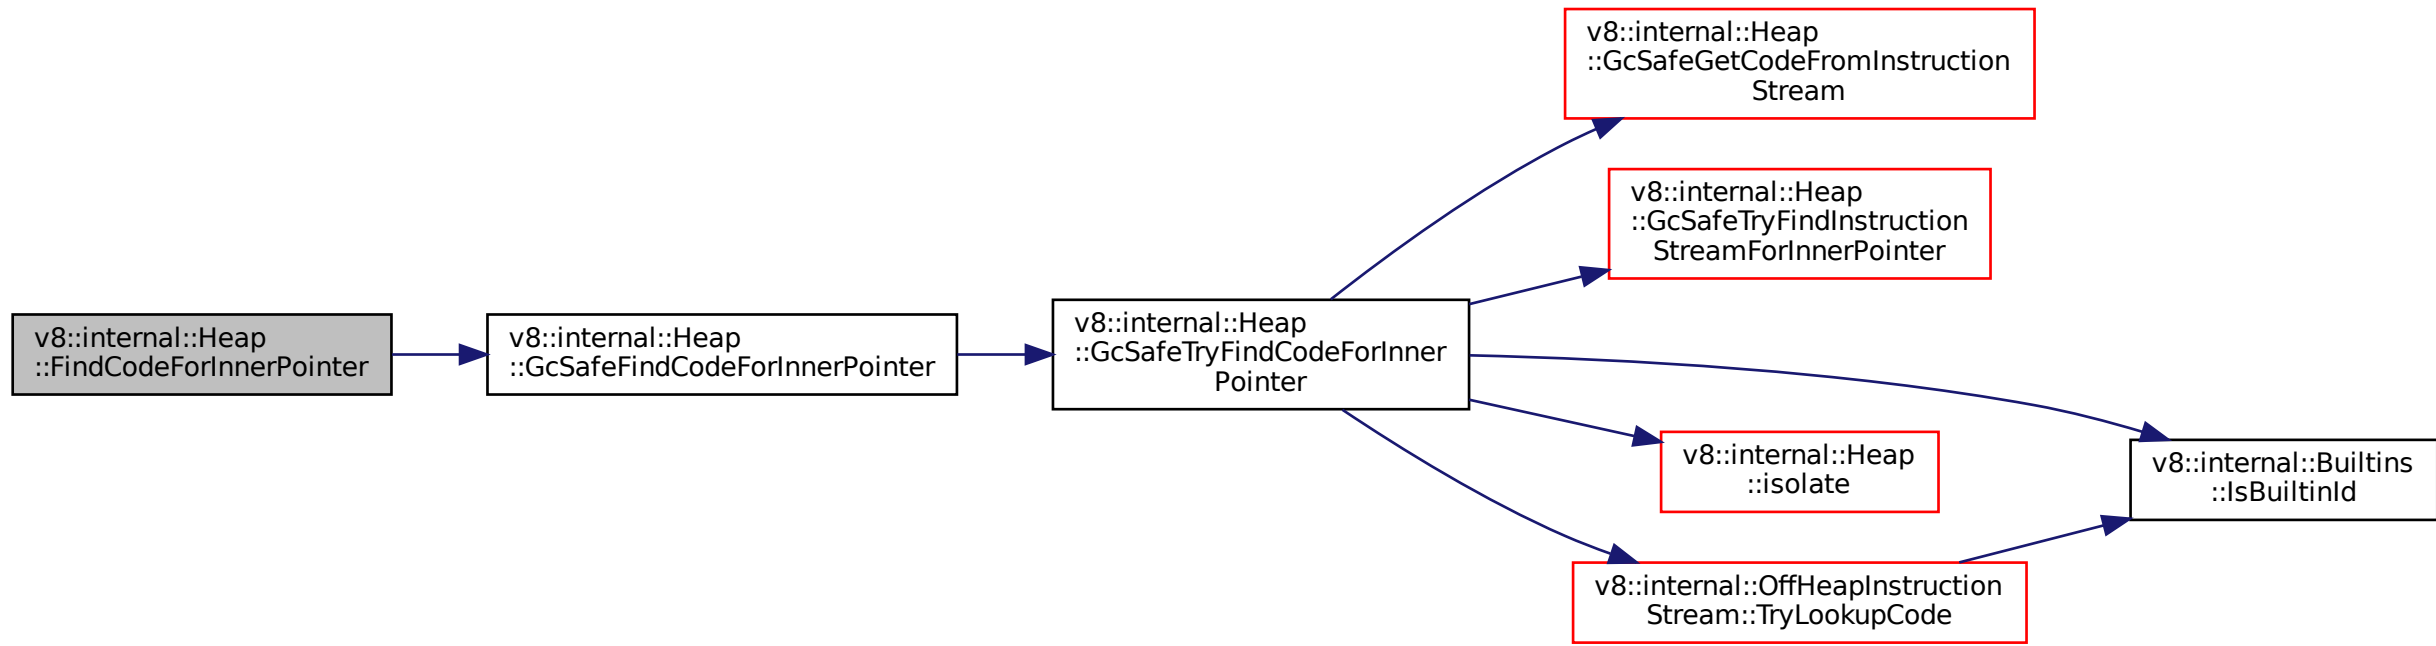 v8::internal::Heap
::FindCodeForInnerPointer
v8::internal::Heap
::GcSafeFindCodeForInnerPointer
v8::internal::Heap
::GcSafeTryFindCodeForInner
Pointer
v8::internal::Heap
::GcSafeGetCodeFromInstruction
Stream
v8::internal::Heap
::GcSafeTryFindInstruction
StreamForInnerPointer
v8::internal::Heap
::isolate
v8::internal::OffHeapInstruction
Stream::TryLookupCode
v8::internal::Builtins
::IsBuiltinId